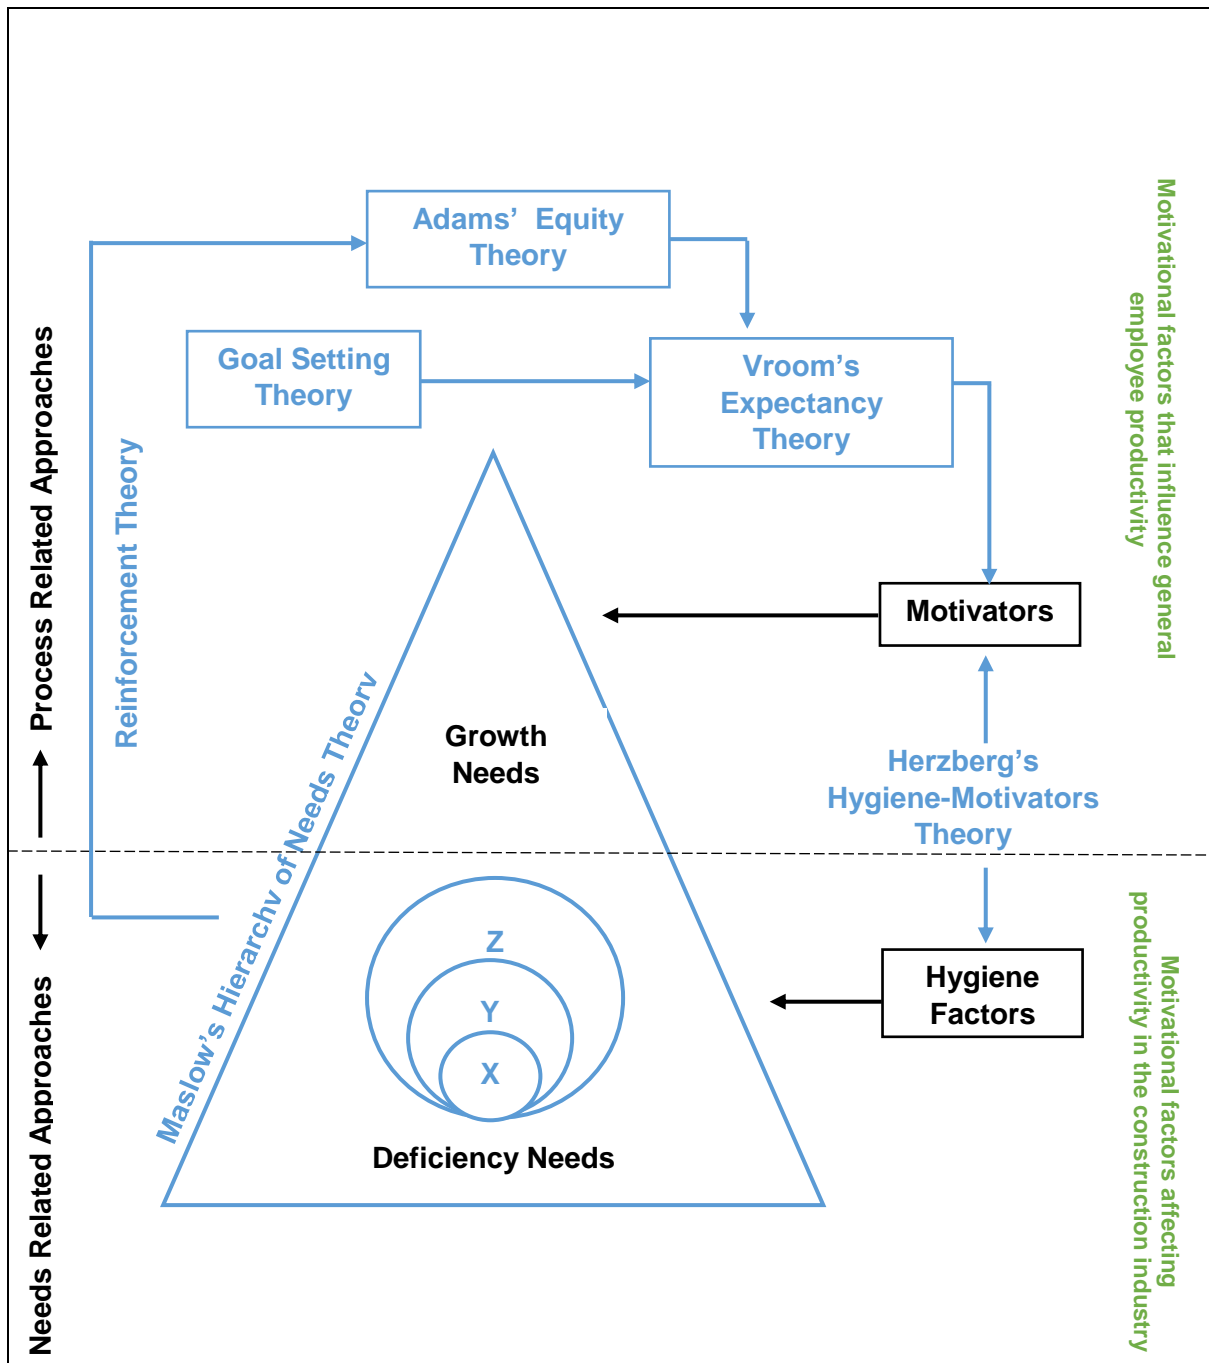 Adams’ Equity
Theory
Goal Setting
Theory
Vroom’s
Expectancy
Theory
Motivators
Growth
Needs
Herzberg’s
Hygiene-Motivators
Theory
Z
Y
X
Hygiene
Factors
Deficiency Needs
Maslow’s Hierarchy of Needs Theory
Reinforcement Theory
Process Related Approaches
Needs Related Approaches
Motivational factors that influence general
employee productivity
Motivational factors affecting
productivity in the construction industry